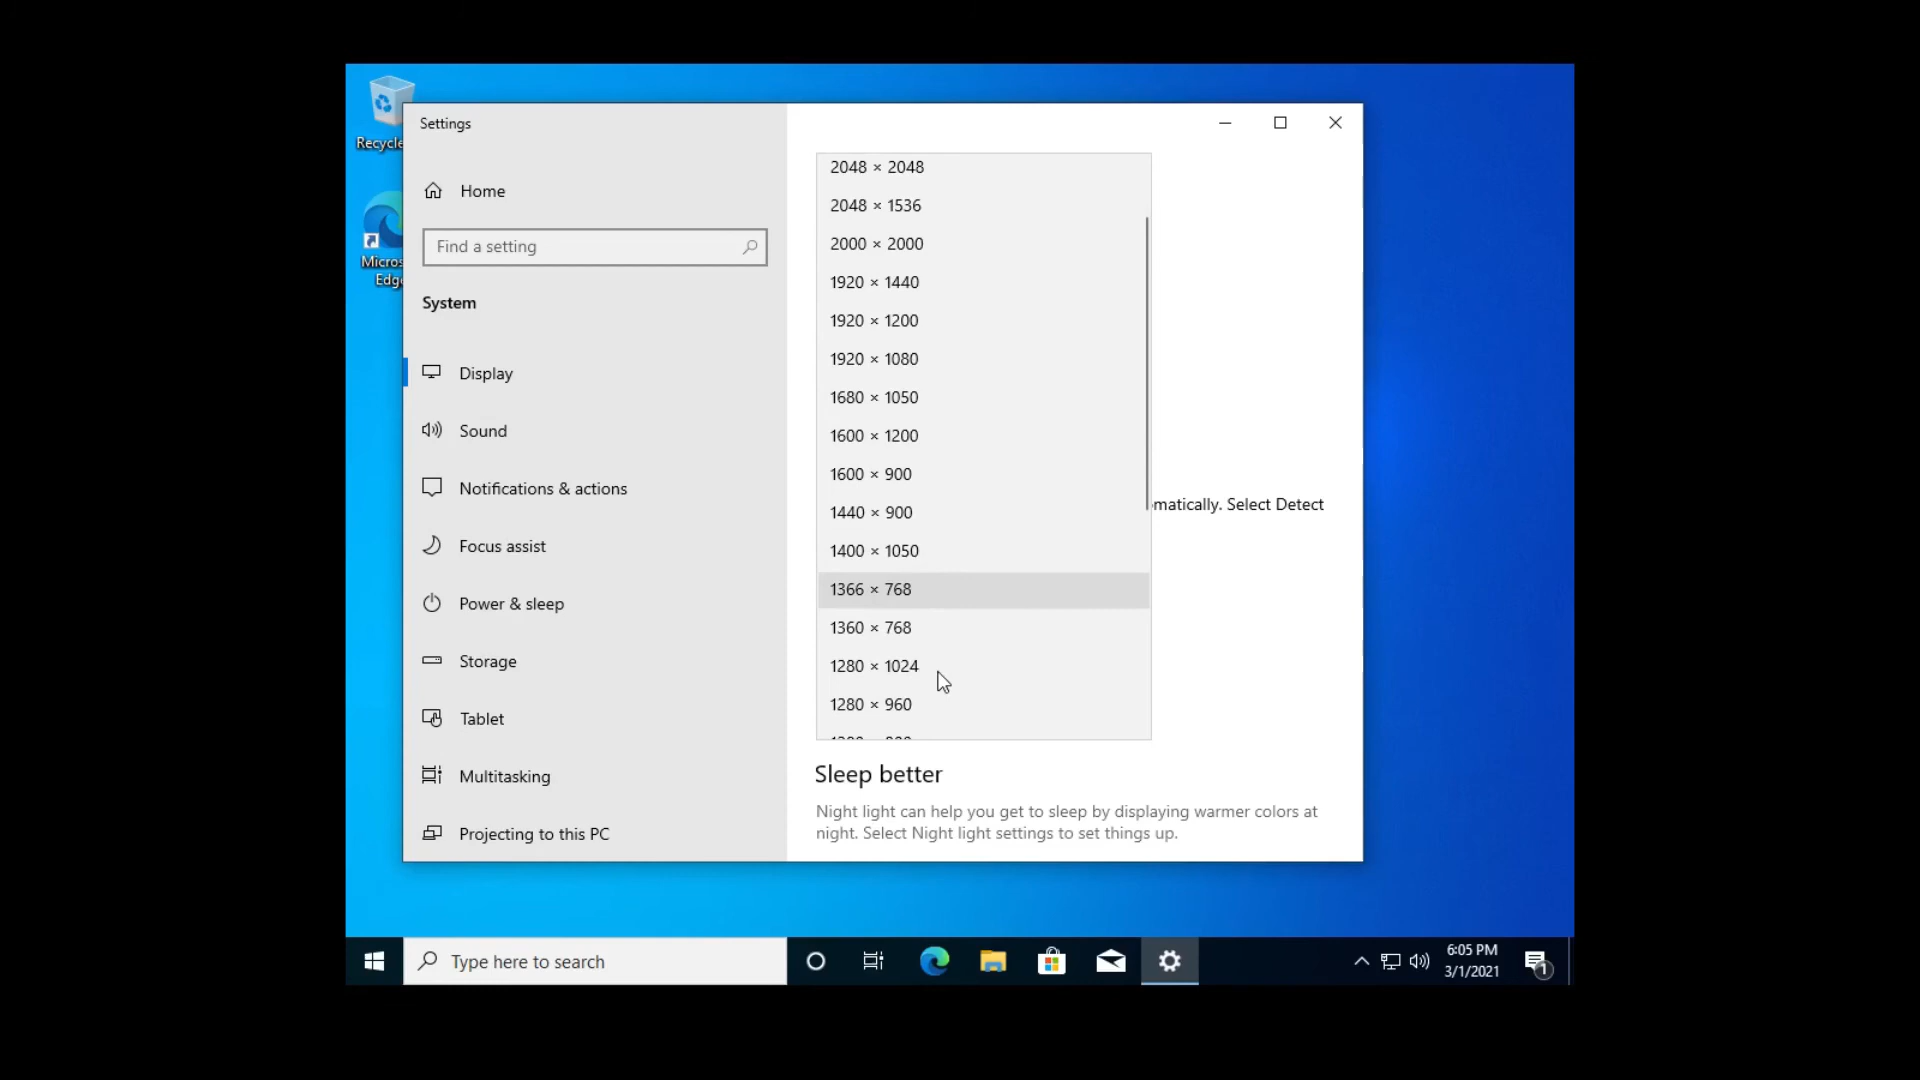 Recycle
Micros
Edge
Settings
Home
Find a setting
System
Display
Sound
Notifications & actions
Focus assist
Power & sleep
Storage
Tablet
Multitasking
Projecting to this PC
2048 × 2048
2048 × 1536
2000 × 2000
1920 × 1440
1920 × 1200
1920 × 1080
1680 × 1050
1600 × 1200
1600 × 900
1440 × 900
1400 × 1050
1366 × 768
1360 × 768
1280 × 1024
1280 × 960
matically. Select Detect
Sleep better
Night light can help you get to sleep by displaying warmer colors at
night. Select Night light settings to set things up.
Type here to search
6:05 PM
3/1/2021
1